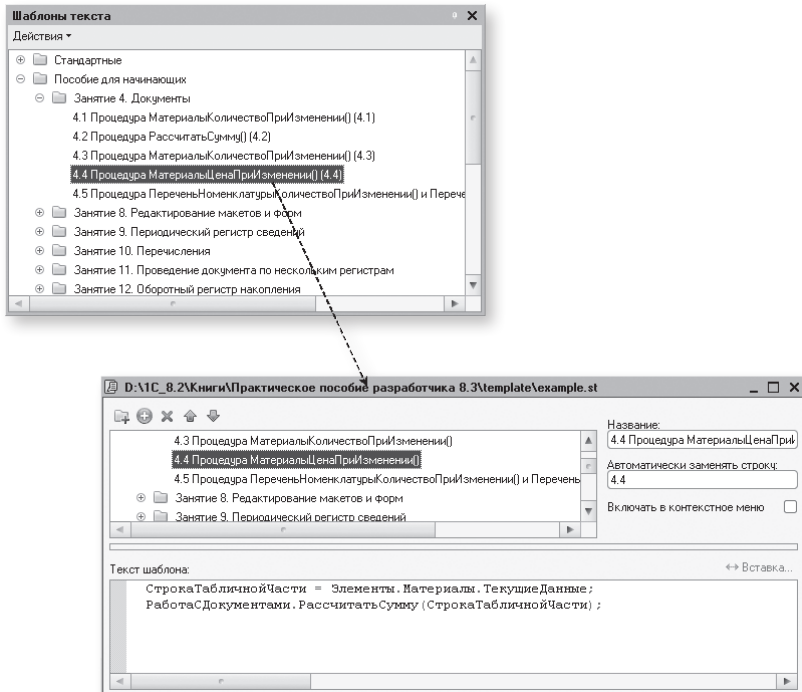 Шаблоны текста
Действия
Стандартные
Пособие для начинающих
Занятие 4. Документы
4.1 Процедура МатериалыКоличествоПриИзменении() (4.1)
4.2 Процедура РассчитатьСумму() (4.2)
4.3 Процедура МатериалыКоличествоПриИзменении() (4.3)
4.4 Процедура МатериалыЦенаПриИзменении() (4.4)
4.5 Процедура ПереченьНоменклатурыКоличествоПриИзменении() и Перече
Занятие 8. Редактирование макетов и форм
Занятие 9. Периодический регистр сведений
Занятие 10. Перечисления
Занятие 11. Проведение документа по нескольким регистрам
Занятие 12. Оборотный регистр накопления
D:\1C_8.2\Книги\Практическое пособие разработчика 8.3\template\example.st
4.3 Процедура МатериалыКоличествоПриИзменении()
4.4 Процедура МатериалыЦенаПриИзменении()
4.5 Процедура ПереченьНоменклатурыКоличествоПриИзменении() и Перечень
Занятие 8. Редактирование макетов и форм
Занятие 9. Периодический регистр сведений
Название:
4.4 Процедура МатериалыЦенаПриИ
Автоматически заменять строку:
4.4
Включать в контекстное меню
Текст шаблона:
Вставка...
СтрокаТабличнойЧасти = Элементы.Материалы.ТекущиеДанные;
РаботаСДокументами.РассчитатьСумму(СтрокаТабличнойЧасти);